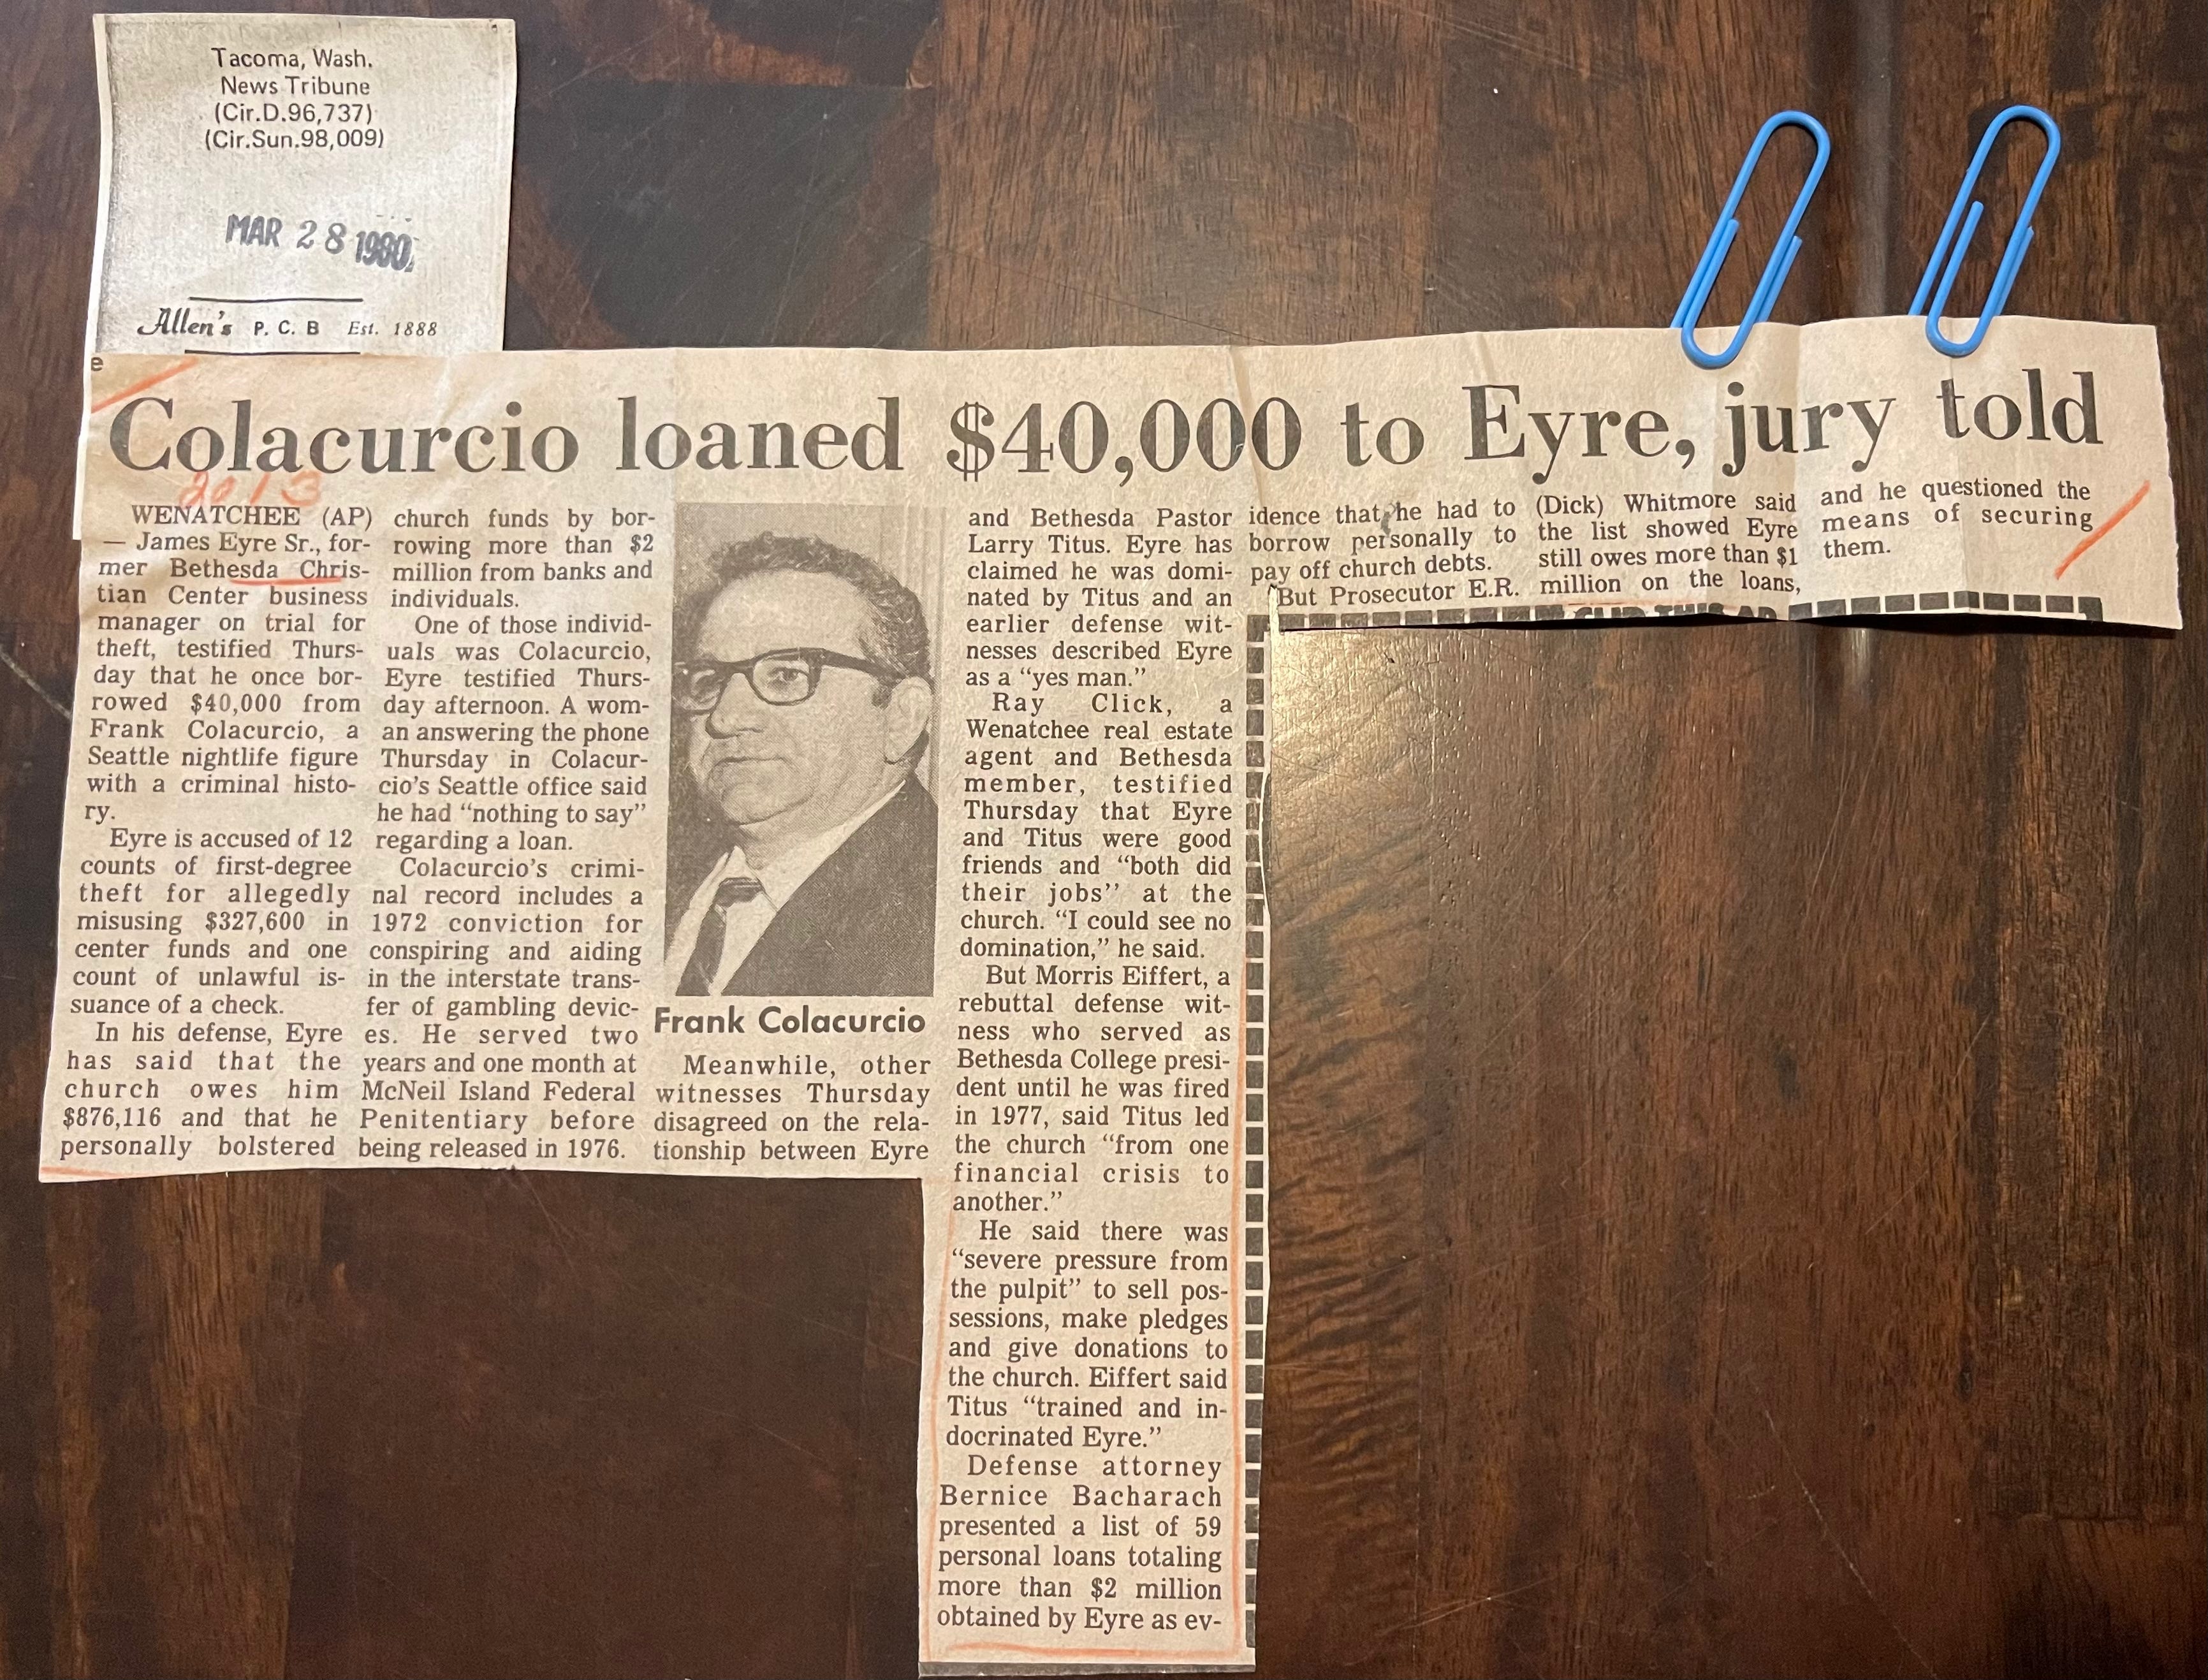 Tacoma, Wash.
News Tribune
(Cir.D.96,737)
(Cir.Sun.98,009)
MAR 28 1980
Allen's P. C. B Est. 1888
e
Colacurcio loaned $40,000 to Eyre, jury told
2013
WENATCHEE (AP)
— James Eyre Sr., for-
mer Bethesda Chris-
tian Center business
manager on trial for
theft, testified Thurs-
day that he once bor-
rowed $40,000 from
Frank Colacurcio, a
Seattle nightlife figure
with a criminal histo-
ry.
Eyre is accused of 12
counts of first-degree
theft for allegedly
misusing $327,600 in
center funds and one
count of unlawful is-
suance of a check.
In his defense, Eyre
has said that the
church owes him
$876,116 and that he
personally bolstered
church funds by bor-
rowing more than $2
million from banks and
individuals.
One of those individ-
uals was Colacurcio,
Eyre testified Thurs-
day afternoon. A wom-
an answering the phone
Thursday in Colacur-
cio's Seattle office said
he had “nothing to say”
regarding a loan.
Colacurcio's crimi-
nal record includes a
1972 conviction for
conspiring and aiding
in the interstate trans-
fer of gambling devic-
es. He served two
years and one month at
McNeil Island Federal
Penitentiary before
being released in 1976.
Frank Colacurcio
Meanwhile, other
witnesses Thursday
disagreed on the rela-
tionship between Eyre
and Bethesda Pastor
Larry Titus. Eyre has
claimed he was domi-
nated by Titus and an
earlier defense wit-
nesses described Eyre
as a “yes man.”
Ray Click, a
Wenatchee real estate
agent and Bethesda
member, testified
Thursday that Eyre
and Titus were good
friends and “both did
their jobs” at the
church. “I could see no
domination,” he said.
But Morris Eiffert, a
rebuttal defense wit-
ness who served as
Bethesda College presi-
dent until he was fired
in 1977, said Titus led
the church “from one
financial crisis to
another.”
He said there was
“severe pressure from
the pulpit” to sell pos-
sessions, make pledges
and give donations to
the church. Eiffert said
Titus “trained and in-
docrinated Eyre.”
Defense attorney
Bernice Bacharach
presented a list of 59
personal loans totaling
more than $2 million
obtained by Eyre as ev-
idence that he had to
borrow personally to
pay off church debts.
But Prosecutor E.R.
(Dick) Whitmore said
the list showed Eyre
still owes more than $1
million on the loans,
and he questioned the
means of securing
them.
CLIP THIS AD